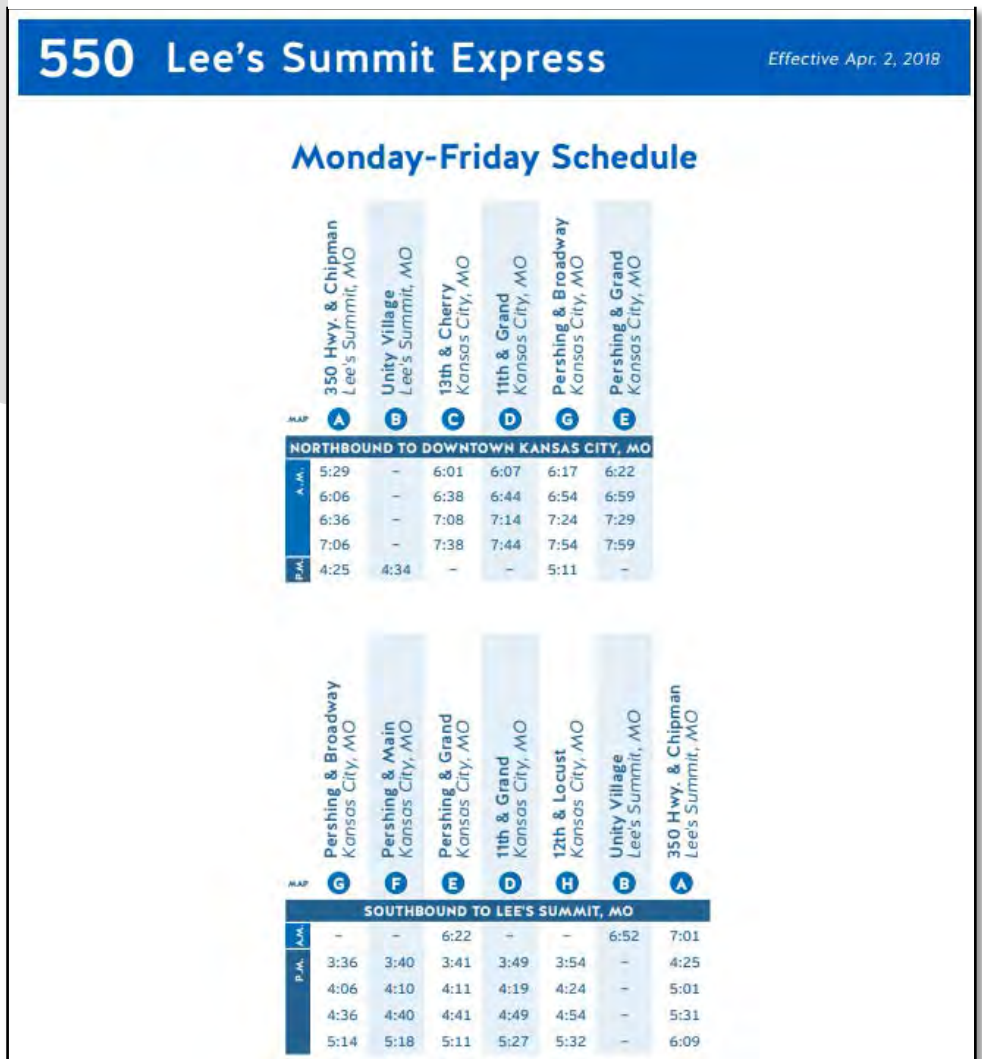 550 Lee's Summit Express
Effective Apr. 2, 2018
Monday-Friday Schedule
350 Hwy. & Chipman
Lee's Summit, MO
Unity Village
Lee's Summit, MO
13th & Cherry
Kansas City, MO
11th & Grand
Kansas City, MO
Pershing & Broadway
Kansas City, MO
Pershing & Grand
Kansas City, MO
MAP A B C D G E
NORTHBOUND TO DOWNTOWN KANSAS CITY, MO
A.M.
5:29 – 6:01 6:07 6:17 6:22
6:06 – 6:38 6:44 6:54 6:59
6:36 – 7:08 7:14 7:24 7:29
7:06 – 7:38 7:44 7:54 7:59
P.M.
4:25 4:34 – – 5:11 –
Pershing & Broadway
Kansas City, MO
Pershing & Main
Kansas City, MO
Pershing & Grand
Kansas City, MO
11th & Grand
Kansas City, MO
12th & Locust
Kansas City, MO
Unity Village
Lee's Summit, MO
350 Hwy. & Chipman
Lee's Summit, MO
MAP G F E D H B A
SOUTHBOUND TO LEE'S SUMMIT, MO
A.M.
– – 6:22 – – 6:52 7:01
P.M.
3:36 3:40 3:41 3:49 3:54 – 4:25
4:06 4:10 4:11 4:19 4:24 – 5:01
4:36 4:40 4:41 4:49 4:54 – 5:31
5:14 5:18 5:11 5:27 5:32 – 6:09